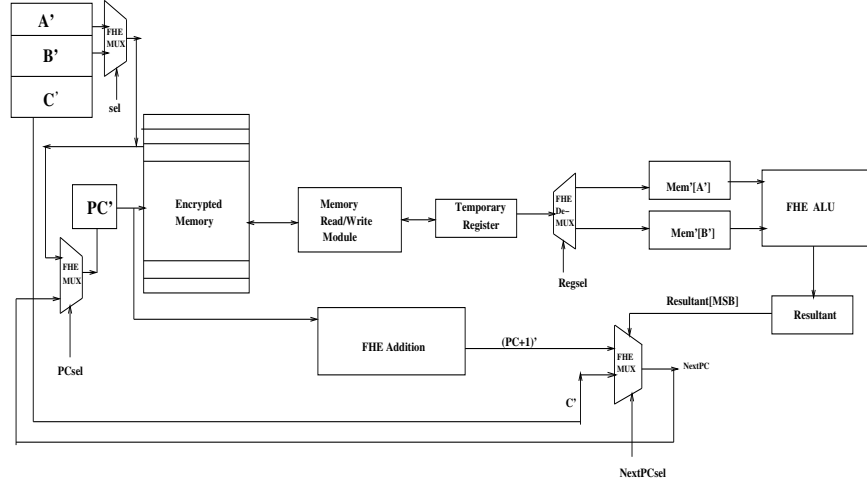 A'
B'
C'
FHE
MUX
sel
PC'
Encrypted
Memory
Memory
Read/Write
Module
Temporary
Register
FHE
De-
MUX
Regsel
Mem'[A']
Mem'[B']
FHE ALU
FHE
MUX
PCsel
FHE Addition
(PC+1)'
C'
Resultant[MSB]
Resultant
FHE
MUX
NextPC
NextPCsel